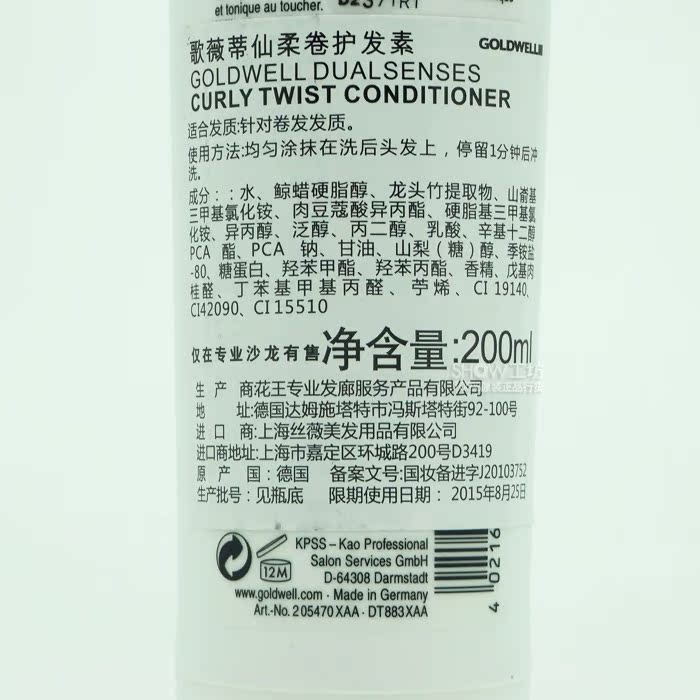 et tonique au toucher.
歌薇蒂仙柔卷护发素
GOLDWELL
GOLDWELL DUALSENSES
CURLY TWIST CONDITIONER
适合发质:针对卷发发质。
使用方法:均匀涂抹在洗后头发上，停留1分钟后冲
洗。
成分：：水、鲸蜡硬脂醇、龙头竹提取物、山嵛基
三甲基氯化铵、肉豆蔻酸异丙酯、硬脂基三甲基氯
化铵、异丙醇、泛醇、丙二醇、乳酸、辛基十二醇
PCA 酯、PCA 钠、甘油、山梨（糖）醇、季铵盐
-80、糖蛋白、羟苯甲酯、羟苯丙酯、香精、戊基肉
桂醛、丁苯基甲基丙醛、苧烯、CI 19140、
CI42090、CI 15510
仅在专业沙龙有售净含量:200ml
SHOW工坊
生 产 商花王专业发廊服务产品有限公司
地 址:德国达姆施塔特市冯斯塔特街92-100号
进 口 商:上海丝薇美发用品有限公司
进口商地址:上海市嘉定区环城路200号D3419
原 产 国：德国 备案文号:国妆备进字J20103752
生产批号：见瓶底 限期使用日期：2015年8月25日
12M
KPSS – Kao Professional
Salon Services GmbH
D-64308 Darmstadt
www.goldwell.com · Made in Germany
Art.-No. 205470XAA · DT883XAA
4 0216